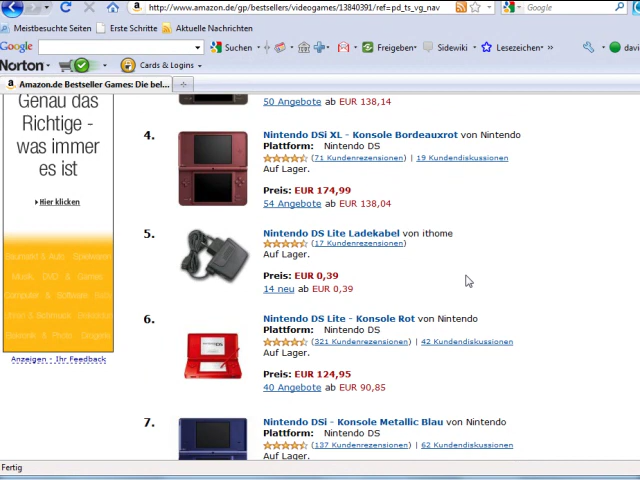 http://www.amazon.de/gp/bestsellers/videogames/13840391/ref=pd_ts_vg_nav
Google
Meistbesuchte Seiten Erste Schritte Aktuelle Nachrichten
Google Suchen Freigeben Sidewiki Lesezeichen
Norton Cards & Logins
Amazon.de Bestseller Games: Die bel...
Genau das
Richtige -
was immer
es ist
Hier klicken
Anzeigen - Ihr Feedback
50 Angebote ab EUR 138,14
4. Nintendo DSi XL - Konsole Bordeauxrot von Nintendo
Plattform: Nintendo DS
(71 Kundenrezensionen) | 19 Kundendiskussionen
Auf Lager.
Preis: EUR 174,99
54 Angebote ab EUR 138,04
5. Nintendo DS Lite Ladekabel von ithome
(17 Kundenrezensionen)
Auf Lager.
Preis: EUR 0,39
14 neu ab EUR 0,39
6. Nintendo DS Lite - Konsole Rot von Nintendo
Plattform: Nintendo DS
(321 Kundenrezensionen) | 42 Kundendiskussionen
Auf Lager.
Preis: EUR 124,95
40 Angebote ab EUR 90,85
7. Nintendo DSi - Konsole Metallic Blau von Nintendo
Plattform: Nintendo DS
(137 Kundenrezensionen) | 62 Kundendiskussionen
Auf Lager.
Fertig